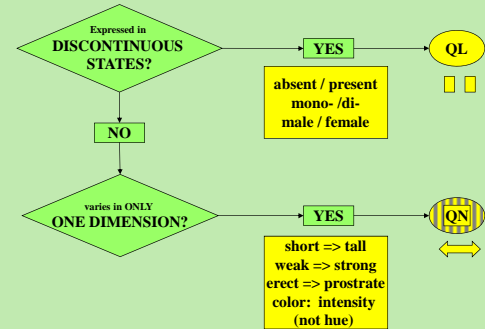 Expressed in
DISCONTINUOUS
STATES?
YES
QL
absent / present
mono- /di-
male / female
NO
varies in ONLY
ONE DIMENSION?
YES
QN
short => tall
weak => strong
erect => prostrate
color: intensity
(not hue)